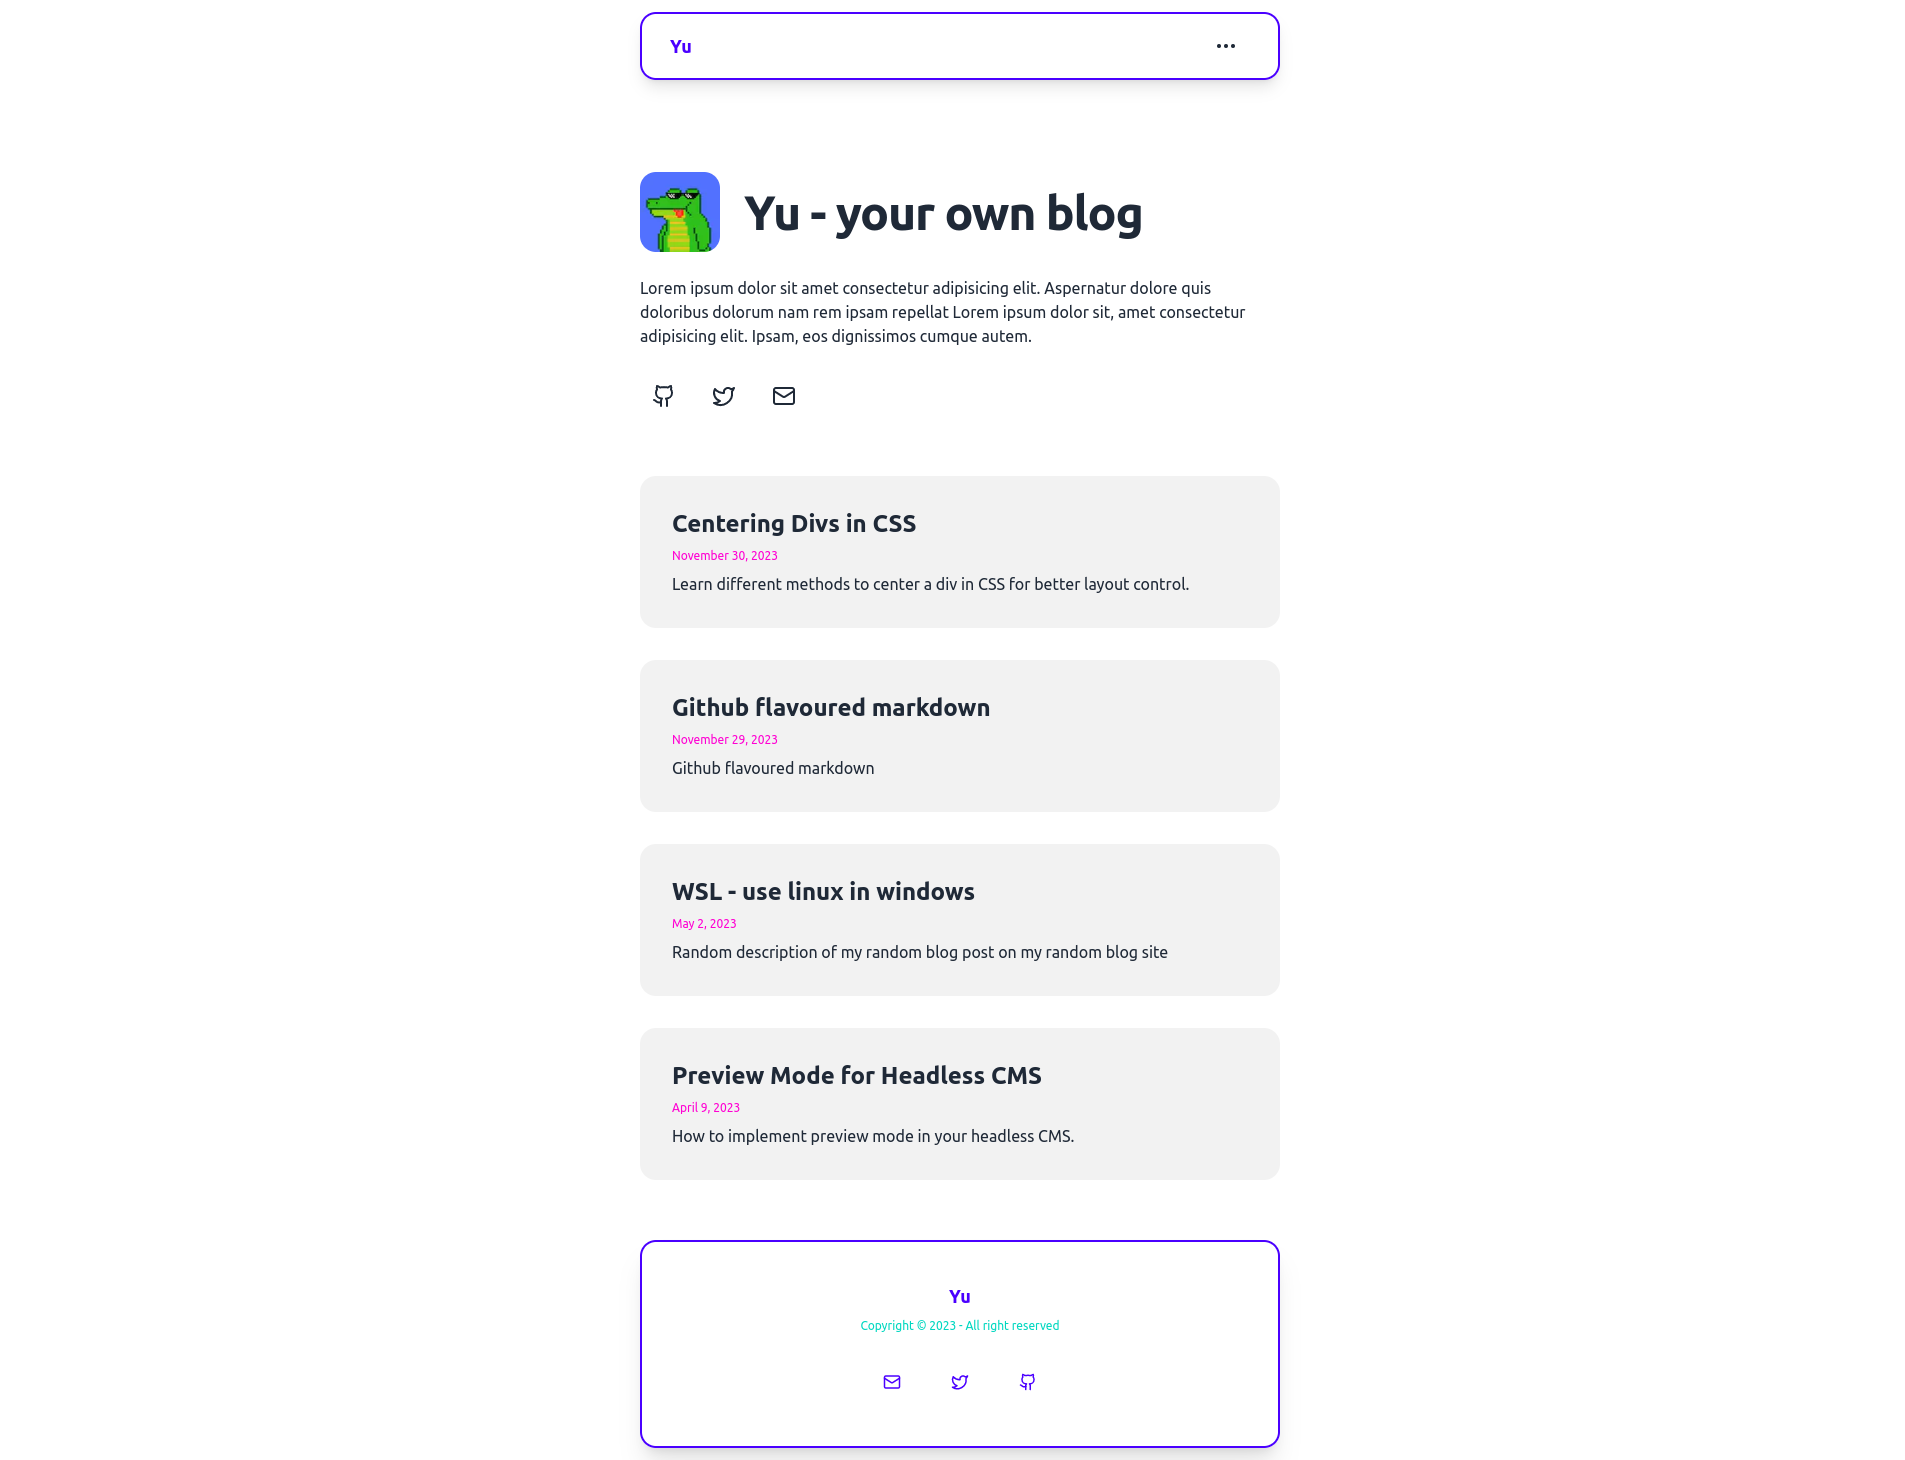 Yu
Yu - your own blog
Lorem ipsum dolor sit amet consectetur adipisicing elit. Aspernatur dolore quis
doloribus dolorum nam rem ipsam repellat Lorem ipsum dolor sit, amet consectetur
adipisicing elit. Ipsam, eos dignissimos cumque autem.
Centering Divs in CSS
November 30, 2023
Learn different methods to center a div in CSS for better layout control.
Github flavoured markdown
November 29, 2023
Github flavoured markdown
WSL - use linux in windows
May 2, 2023
Random description of my random blog post on my random blog site
Preview Mode for Headless CMS
April 9, 2023
How to implement preview mode in your headless CMS.
Yu
Copyright © 2023 - All right reserved